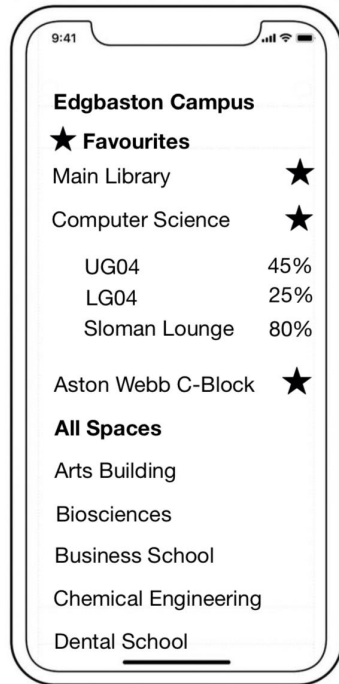 9:41
Edgbaston Campus
★ Favourites
Main Library ★
Computer Science ★
UG04 45%
LG04 25%
Sloman Lounge 80%
Aston Webb C-Block ★
All Spaces
Arts Building
Biosciences
Business School
Chemical Engineering
Dental School